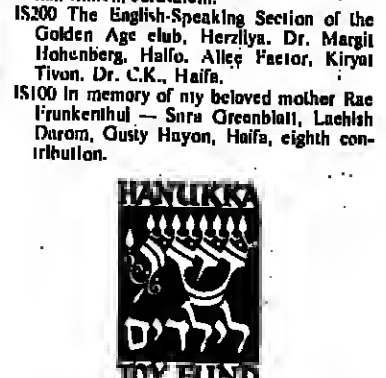 IS200 The English-Speaking Section of the
Golden Age club, Herzliya. Dr. Margit
Hohenberg, Haifa. Alice Factor, Kiryat
Tivon. Dr. C.K., Haifa.
IS100 In memory of my beloved mother Rae
Frunkenthul — Sara Greenblatt, Lachish
Darom, Gusty Hayon, Haifa, eighth con-
tribution.
HANUKKA
שי
לילדים
TOY FUND